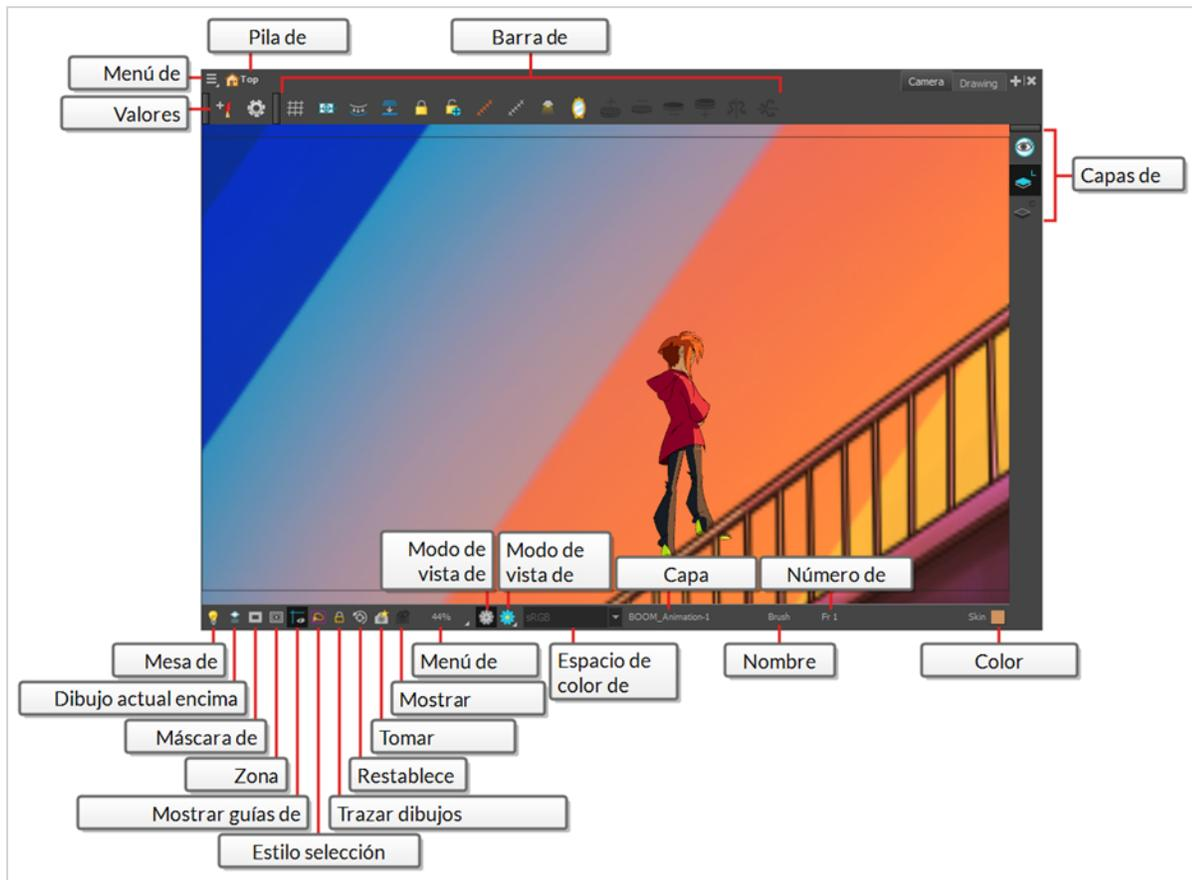 Pila de
Barra de
Menú de
Top
Camera
Drawing
Valores
Capas de
L
C
Modo de
vista de
Modo de
vista de
Capa
Número de
44%
sRGB
BOOM_Animation-1
Brush
Fr 1
Skin
Mesa de
Menú de
Espacio de
color de
Nombre
Color
Dibujo actual encima
Mostrar
Máscara de
Tomar
Zona
Restablece
Mostrar guías de
Trazar dibujos
Estilo selección